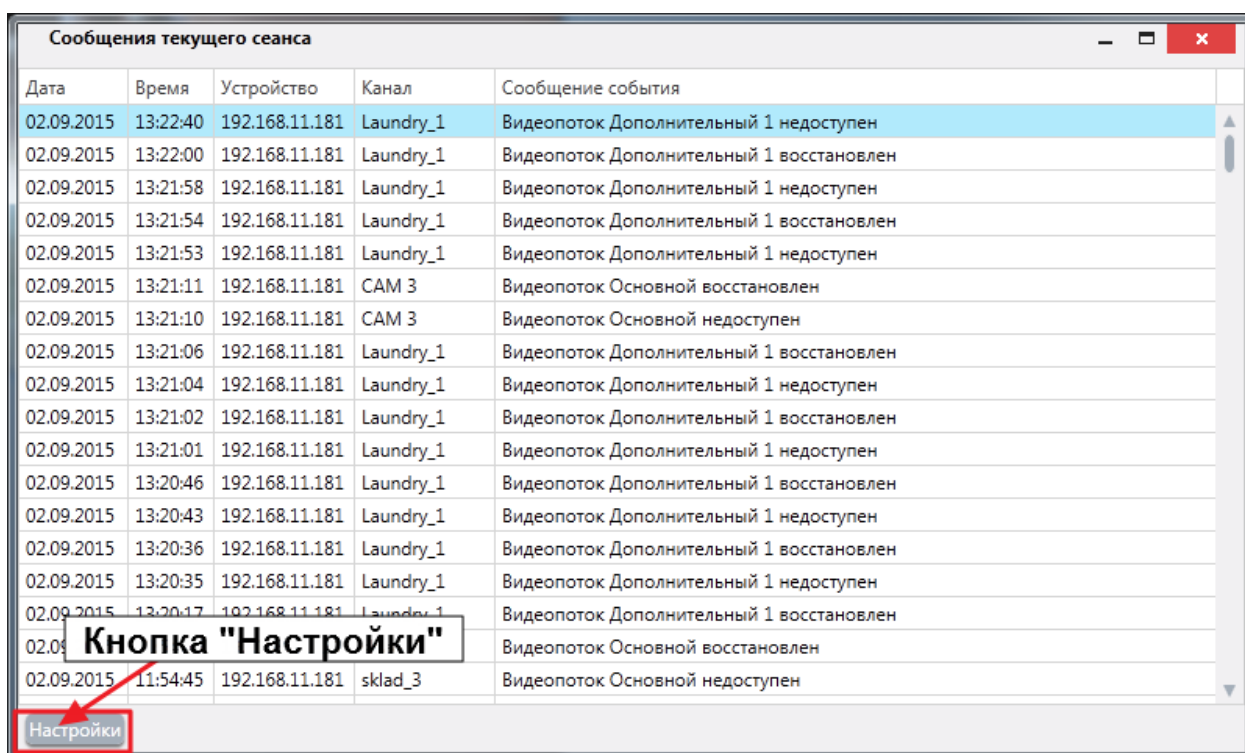 Сообщения текущего сеанса
Дата Время Устройство Канал Сообщение события
02.09.2015 13:22:40 192.168.11.181 Laundry_1 Видеопоток Дополнительный 1 недоступен
02.09.2015 13:22:00 192.168.11.181 Laundry_1 Видеопоток Дополнительный 1 восстановлен
02.09.2015 13:21:58 192.168.11.181 Laundry_1 Видеопоток Дополнительный 1 недоступен
02.09.2015 13:21:54 192.168.11.181 Laundry_1 Видеопоток Дополнительный 1 восстановлен
02.09.2015 13:21:53 192.168.11.181 Laundry_1 Видеопоток Дополнительный 1 недоступен
02.09.2015 13:21:11 192.168.11.181 CAM 3 Видеопоток Основной восстановлен
02.09.2015 13:21:10 192.168.11.181 CAM 3 Видеопоток Основной недоступен
02.09.2015 13:21:06 192.168.11.181 Laundry_1 Видеопоток Дополнительный 1 восстановлен
02.09.2015 13:21:04 192.168.11.181 Laundry_1 Видеопоток Дополнительный 1 недоступен
02.09.2015 13:21:02 192.168.11.181 Laundry_1 Видеопоток Дополнительный 1 восстановлен
02.09.2015 13:21:01 192.168.11.181 Laundry_1 Видеопоток Дополнительный 1 недоступен
02.09.2015 13:20:46 192.168.11.181 Laundry_1 Видеопоток Дополнительный 1 восстановлен
02.09.2015 13:20:43 192.168.11.181 Laundry_1 Видеопоток Дополнительный 1 недоступен
02.09.2015 13:20:36 192.168.11.181 Laundry_1 Видеопоток Дополнительный 1 восстановлен
02.09.2015 13:20:35 192.168.11.181 Laundry_1 Видеопоток Дополнительный 1 недоступен
02.09.2015 13:20:17 192.168.11.181 Laundry_1 Видеопоток Дополнительный 1 восстановлен
Кнопка "Настройки"
02.09 Видеопоток Основной восстановлен
02.09.2015 11:54:45 192.168.11.181 sklad_3 Видеопоток Основной недоступен
Настройки